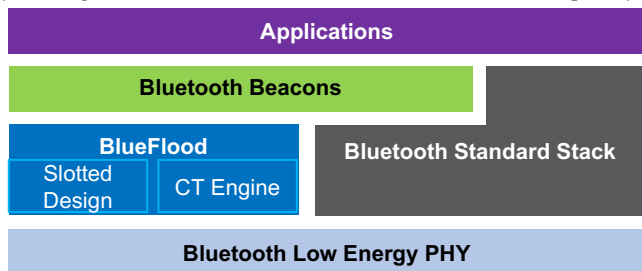 Applications
Bluetooth Beacons
BlueFlood
Slotted
Design
CT Engine
Bluetooth Standard Stack
Bluetooth Low Energy PHY